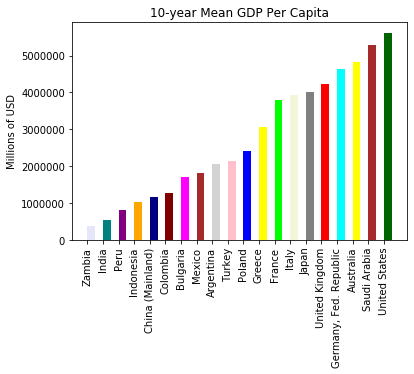 10-year Mean GDP Per Capita
Millions of USD
5000000
4000000
3000000
2000000
1000000
0
Zambia
India
Peru
Indonesia
China (Mainland)
Colombia
Bulgaria
Mexico
Argentina
Turkey
Poland
Greece
France
Italy
Japan
United Kingdom
Germany, Fed. Republic
Australia
Saudi Arabia
United States